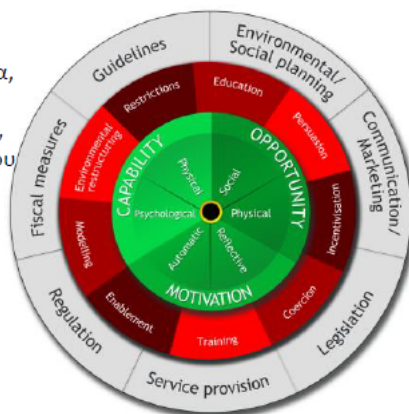 α,
,
ου
Guidelines
Environmental/
Social planning
Communication/
Marketing
Legislation
Service provision
Regulation
Fiscal measures
Restrictions
Education
Persuasion
Incentivisation
Coercion
Training
Enablement
Modelling
Environmental
restructuring
CAPABILITY
OPPORTUNITY
MOTIVATION
Physical
Social
Psychological
Physical
Automatic
Reflective